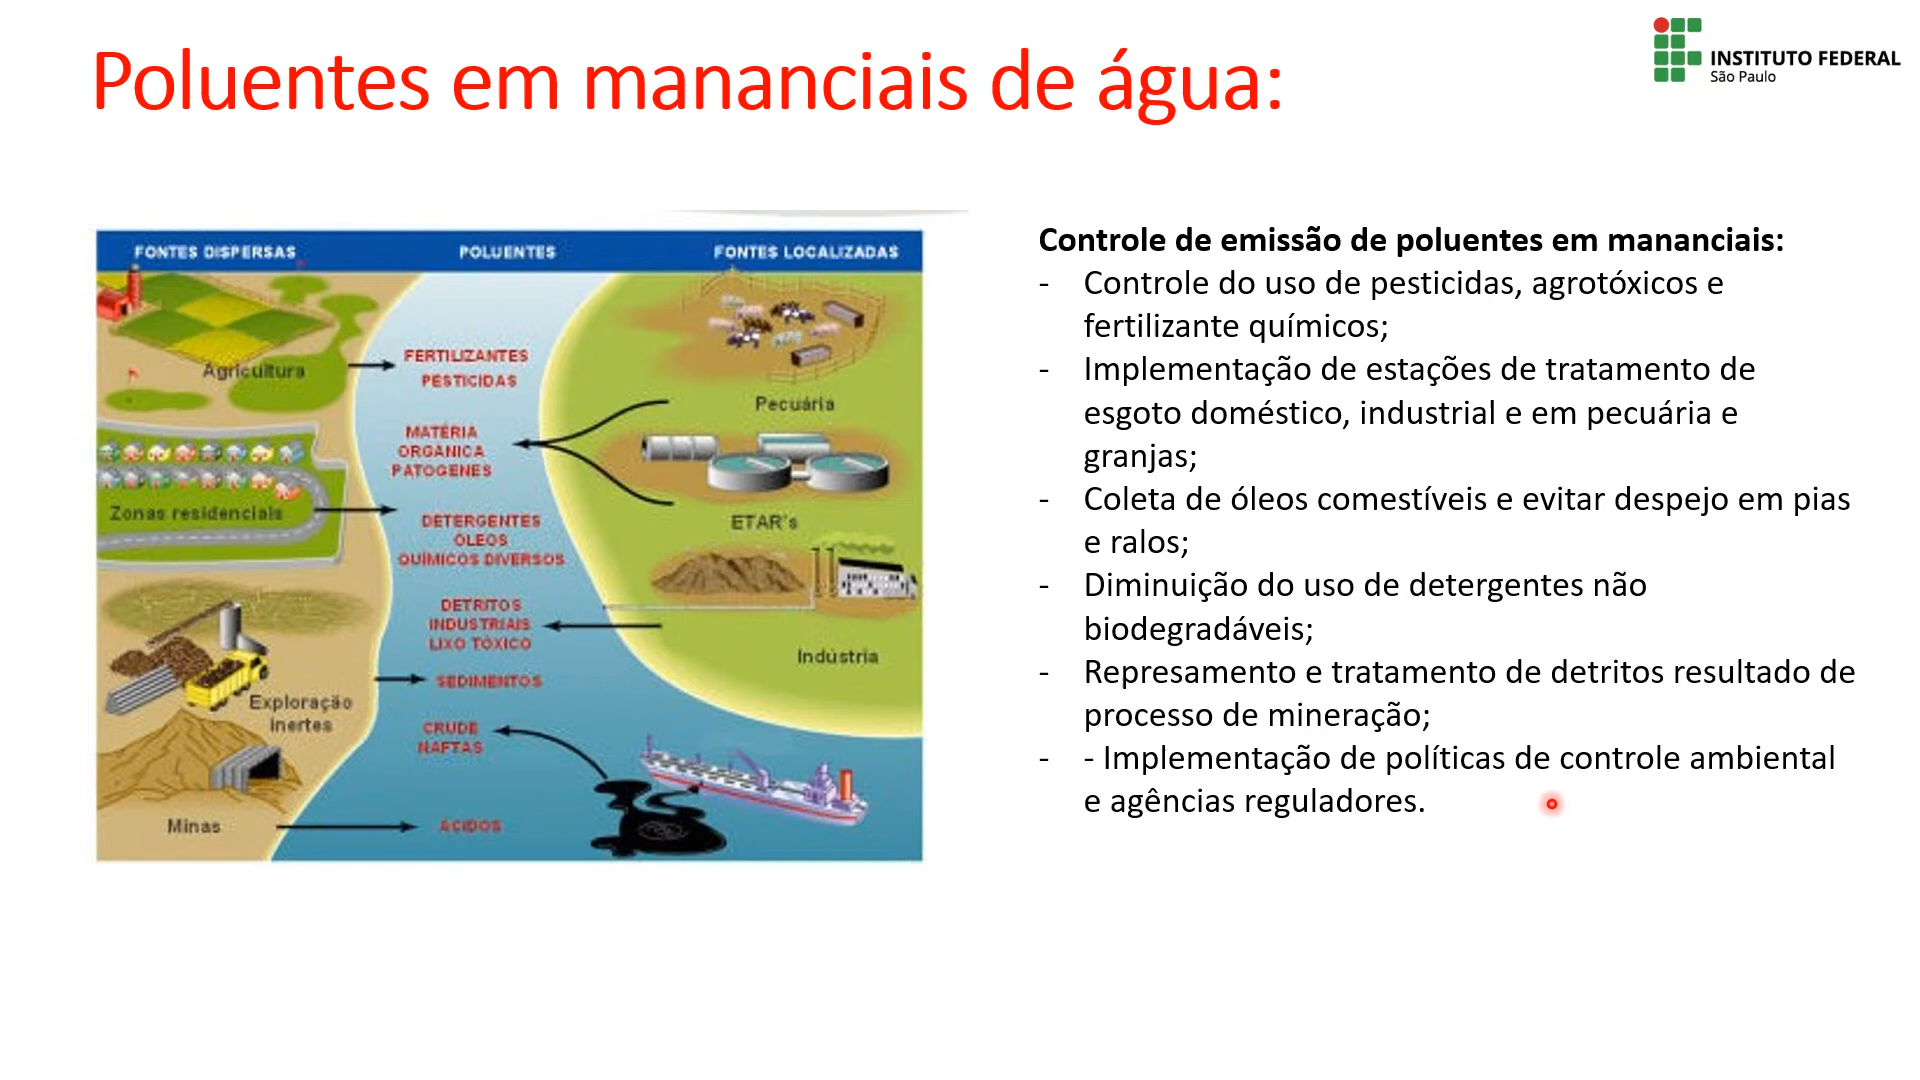 Poluentes em mananciais de água:
INSTITUTO FEDERAL
São Paulo
FONTES DISPERSAS
POLUENTES
FONTES LOCALIZADAS
Agricultura
FERTILIZANTES
PESTICIDAS
Pecuária
MATÉRIA
ORGANICA
PATOGENES
Zonas residenciais
ETAR's
DETERGENTES
OLEOS
QUÍMICOS DIVERSOS
DETRITOS
INDUSTRIAIS
LIXO TÓXICO
Indústria
SEDIMENTOS
Exploração
inertes
CRUDE
NAFTAS
Minas
ACIDOS
Controle de emissão de poluentes em mananciais:
- Controle do uso de pesticidas, agrotóxicos e
fertilizante químicos;
- Implementação de estações de tratamento de
esgoto doméstico, industrial e em pecuária e
granjas;
- Coleta de óleos comestíveis e evitar despejo em pias
e ralos;
- Diminuição do uso de detergentes não
biodegradáveis;
- Represamento e tratamento de detritos resultado de
processo de mineração;
- - Implementação de políticas de controle ambiental
e agências reguladores.